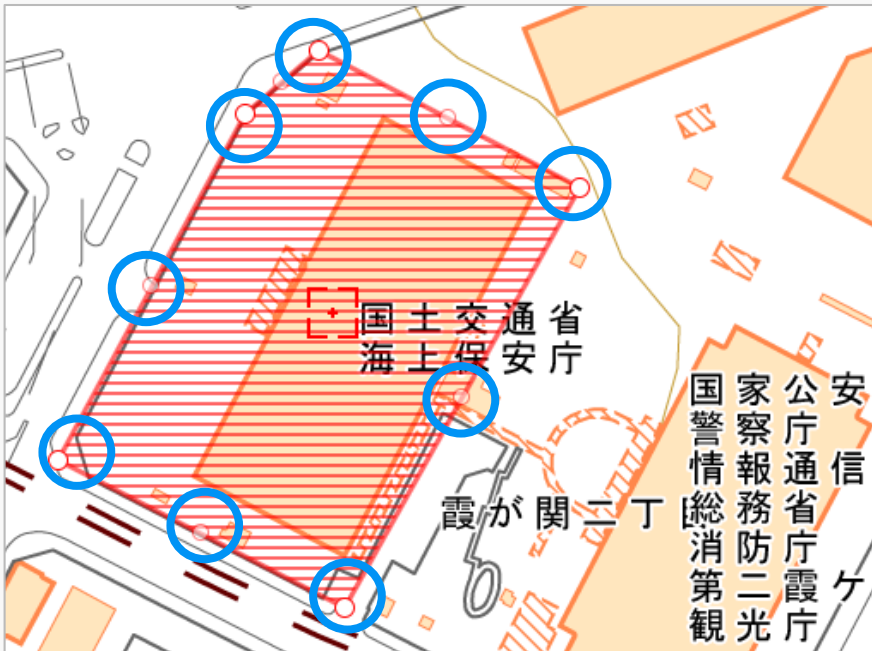 国土交通省
海上保安庁
霞が関二丁目
国家公安
警察庁
情報通信
総務省
消防庁
第二霞ケ
観光庁